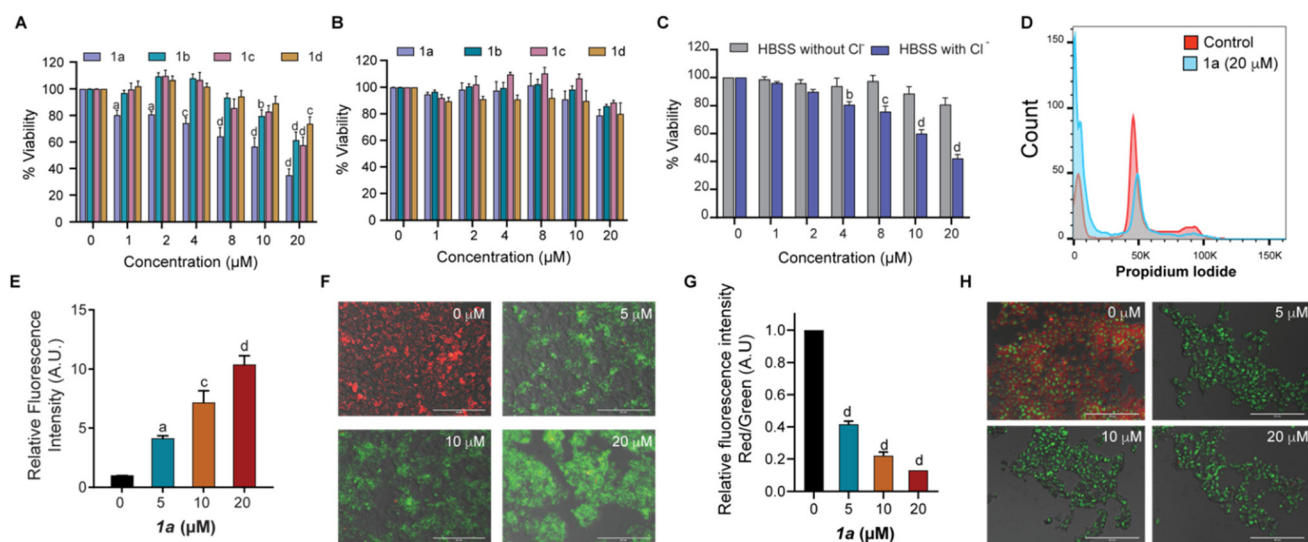 A
1a 1b 1c 1d
% Viability
120
100
80
60
40
20
0
a a c d d d
b d
d
c
0 1 2 4 8 10 20
Concentration (µM)
B
1a 1b 1c 1d
% Viability
120
100
80
60
40
20
0
0 1 2 4 8 10 20
Concentration (µM)
C
HBSS without Cl⁻ HBSS with Cl⁻
% Viability
120
100
80
60
40
20
0
b c d d
0 1 2 4 8 10 20
Concentration (µM)
D
Control
1a (20 µM)
Count
150
100
50
0
0 50K 100K 150K
Propidium Iodide
E
Relative Fluorescence
Intensity (A.U.)
15
10
5
0
a c d
0 5 10 20
1a (µM)
F
0 µM
5 µM
10 µM
20 µM
G
Relative fluorescence intensity
Red/Green (A.U)
1.0
0.8
0.6
0.4
0.2
0.0
d d d
0 5 10 20
1a (µM)
H
0 µM
5 µM
10 µM
20 µM